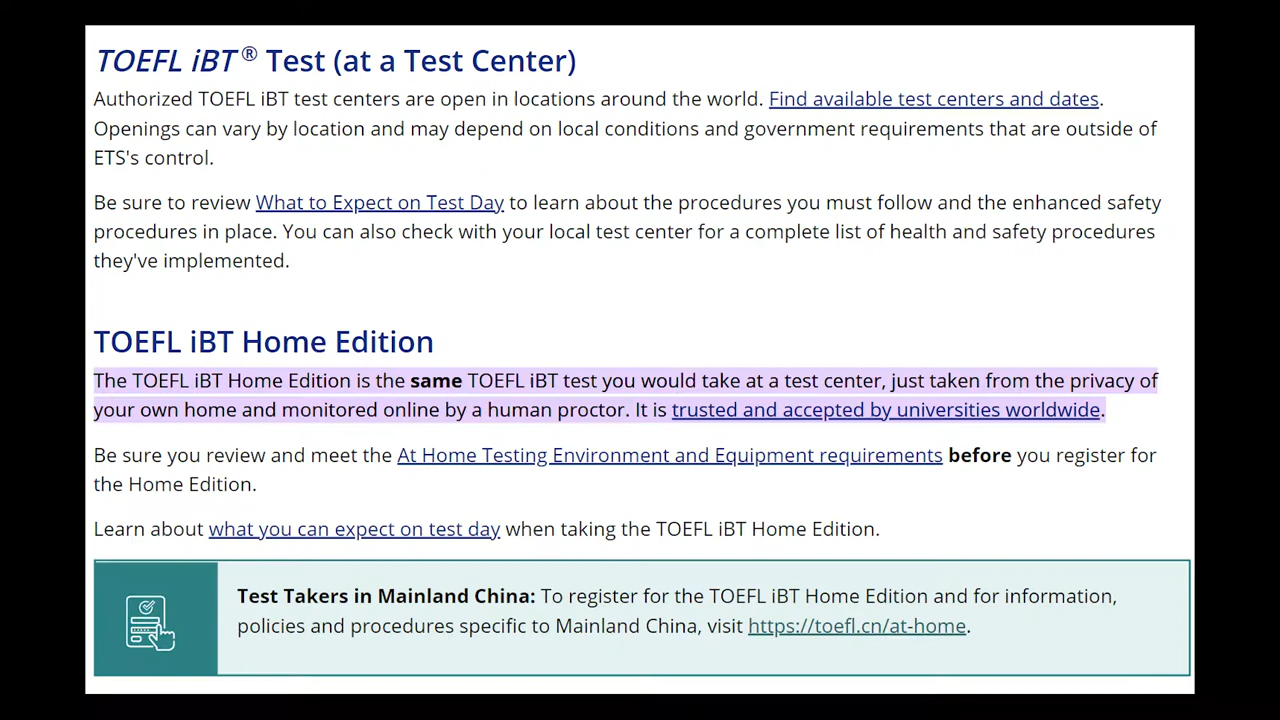 TOEFL iBT® Test (at a Test Center)
Authorized TOEFL iBT test centers are open in locations around the world. Find available test centers and dates.
Openings can vary by location and may depend on local conditions and government requirements that are outside of
ETS's control.
Be sure to review What to Expect on Test Day to learn about the procedures you must follow and the enhanced safety
procedures in place. You can also check with your local test center for a complete list of health and safety procedures
they've implemented.
TOEFL iBT Home Edition
The TOEFL iBT Home Edition is the same TOEFL iBT test you would take at a test center, just taken from the privacy of
your own home and monitored online by a human proctor. It is trusted and accepted by universities worldwide.
Be sure you review and meet the At Home Testing Environment and Equipment requirements before you register for
the Home Edition.
Learn about what you can expect on test day when taking the TOEFL iBT Home Edition.
Test Takers in Mainland China: To register for the TOEFL iBT Home Edition and for information,
policies and procedures specific to Mainland China, visit https://toefl.cn/at-home.